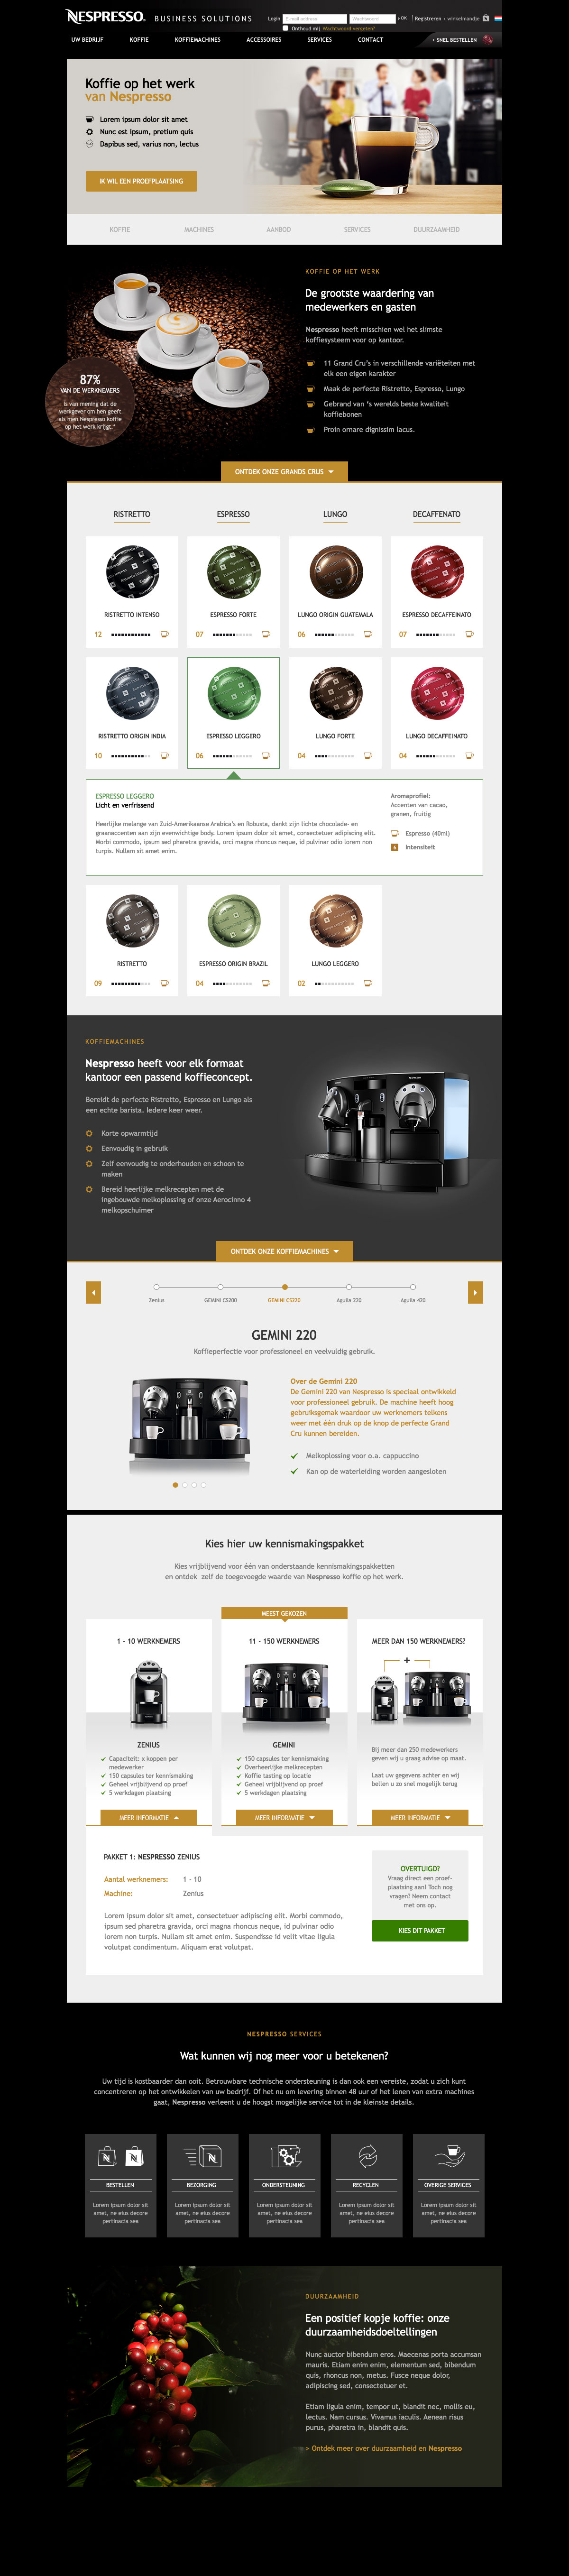 NESPRESSO. BUSINESS SOLUTIONS
Login E-mail address Wachtwoord › OK Registreren › winkelmandje
Onthoud mij Wachtwoord vergeten?
UW BEDRIJF KOFFIE KOFFIEMACHINES ACCESSOIRES SERVICES CONTACT › SNEL BESTELLEN
Koffie op het werk
van Nespresso
Lorem ipsum dolor sit amet
Nunc est ipsum, pretium quis
Dapibus sed, varius non, lectus
IK WIL EEN PROEFPLAATSING
KOFFIE MACHINES AANBOD SERVICES DUURZAAMHEID
KOFFIE OP HET WERK
De grootste waardering van
medewerkers en gasten
Nespresso heeft misschien wel het slimste
koffiesysteem voor op kantoor.
11 Grand Cru's in verschillende variëteiten met
elk een eigen karakter
Maak de perfecte Ristretto, Espresso, Lungo
Gebrand van 's werelds beste kwaliteit
koffiebonen
Proin ornare dignissim lacus.
87%
VAN DE WERKNEMERS
is van mening dat de
werkgever om hen geeft
als men Nespresso koffie
op het werk krijgt.*
ONTDEK ONZE GRANDS CRUS
RISTRETTO ESPRESSO LUNGO DECAFFENATO
RISTRETTO INTENSO ESPRESSO FORTE LUNGO ORIGIN GUATEMALA ESPRESSO DECAFFEINATO
12 07 06 07
RISTRETTO ORIGIN INDIA ESPRESSO LEGGERO LUNGO FORTE LUNGO DECAFFEINATO
10 06 04 04
ESPRESSO LEGGERO
Licht en verfrissend
Heerlijke melange van Zuid-Amerikaanse Arabica's en Robusta, dankt zijn lichte chocolade- en
graanaccenten aan zijn evenwichtige body. Lorem ipsum dolor sit amet, consectetuer adipiscing elit.
Morbi commodo, ipsum sed pharetra gravida, orci magna rhoncus neque, id pulvinar odio lorem non
turpis. Nullam sit amet enim.
Aromaprofiel:
Accenten van cacao,
granen, fruitig
Espresso (40ml)
6 Intensiteit
RISTRETTO ESPRESSO ORIGIN BRAZIL LUNGO LEGGERO
09 04 02
KOFFIEMACHINES
Nespresso heeft voor elk formaat
kantoor een passend koffieconcept.
Bereidt de perfecte Ristretto, Espresso en Lungo als
een echte barista. Iedere keer weer.
Korte opwarmtijd
Eenvoudig in gebruik
Zelf eenvoudig te onderhouden en schoon te
maken
Bereid heerlijke melkrecepten met de
ingebouwde melkoplossing of onze Aerocinno 4
melkopschuimer
ONTDEK ONZE KOFFIEMACHINES
Zenius GEMINI CS200 GEMINI CS220 Aguila 220 Aguila 420
GEMINI 220
Koffieperfectie voor professioneel en veelvuldig gebruik.
Over de Gemini 220
De Gemini 220 van Nespresso is speciaal ontwikkeld
voor professioneel gebruik. De machine heeft hoog
gebruiksgemak waardoor uw werknemers telkens
weer met één druk op de knop de perfecte Grand
Cru kunnen bereiden.
Melkoplossing voor o.a. cappuccino
Kan op de waterleiding worden aangesloten
Kies hier uw kennismakingspakket
Kies vrijblijvend voor één van onderstaande kennismakingspakketten
en ontdek zelf de toegevoegde waarde van Nespresso koffie op het werk.
MEEST GEKOZEN
1 - 10 WERKNEMERS
ZENIUS
Capaciteit: x koppen per
medewerker
150 capsules ter kennismaking
Geheel vrijblijvend op proef
5 werkdagen plaatsing
MEER INFORMATIE
11 - 150 WERKNEMERS
GEMINI
150 capsules ter kennismaking
Overheerlijke melkrecepten
Koffie tasting op locatie
Geheel vrijblijvend op proef
5 werkdagen plaatsing
MEER INFORMATIE
MEER DAN 150 WERKNEMERS?
+
Bij meer dan 250 medewerkers
geven wij u graag advise op maat.
Laat uw gegevens achter en wij
bellen u zo snel mogelijk terug
MEER INFORMATIE
PAKKET 1: NESPRESSO ZENIUS
Aantal werknemers: 1 - 10
Machine: Zenius
Lorem ipsum dolor sit amet, consectetuer adipiscing elit. Morbi commodo,
ipsum sed pharetra gravida, orci magna rhoncus neque, id pulvinar odio
lorem non turpis. Nullam sit amet enim. Suspendisse id velit vitae ligula
volutpat condimentum. Aliquam erat volutpat.
OVERTUIGD?
Vraag direct een proef-
plaatsing aan! Toch nog
vragen? Neem contact
met ons op.
KIES DIT PAKKET
NESPRESSO SERVICES
Wat kunnen wij nog meer voor u betekenen?
Uw tijd is kostbaarder dan ooit. Betrouwbare technische ondersteuning is dan ook een vereiste, zodat u zich kunt
concentreren op het ontwikkelen van uw bedrijf. Of het nu om levering binnen 48 uur of het lenen van extra machines
gaat, Nespresso verleent u de hoogst mogelijke service tot in de kleinste details.
BESTELLEN BEZORGING ONDERSTEUNING RECYCLEN OVERIGE SERVICES
Lorem ipsum dolor sit Lorem ipsum dolor sit Lorem ipsum dolor sit Lorem ipsum dolor sit Lorem ipsum dolor sit
amet, ne eius decore amet, ne eius decore amet, ne eius decore amet, ne eius decore amet, ne eius decore
pertinacia sea pertinacia sea pertinacia sea pertinacia sea pertinacia sea
DUURZAAMHEID
Een positief kopje koffie: onze
duurzaamheidsdoeltellingen
Nunc auctor bibendum eros. Maecenas porta accumsan
mauris. Etiam enim enim, elementum sed, bibendum
quis, rhoncus non, metus. Fusce neque dolor,
adipiscing sed, consectetuer et.
Etiam ligula enim, tempor ut, blandit nec, mollis eu,
lectus. Nam cursus. Vivamus iaculis. Aenean risus
purus, pharetra in, blandit quis.
> Ontdek meer over duurzaamheid en Nespresso